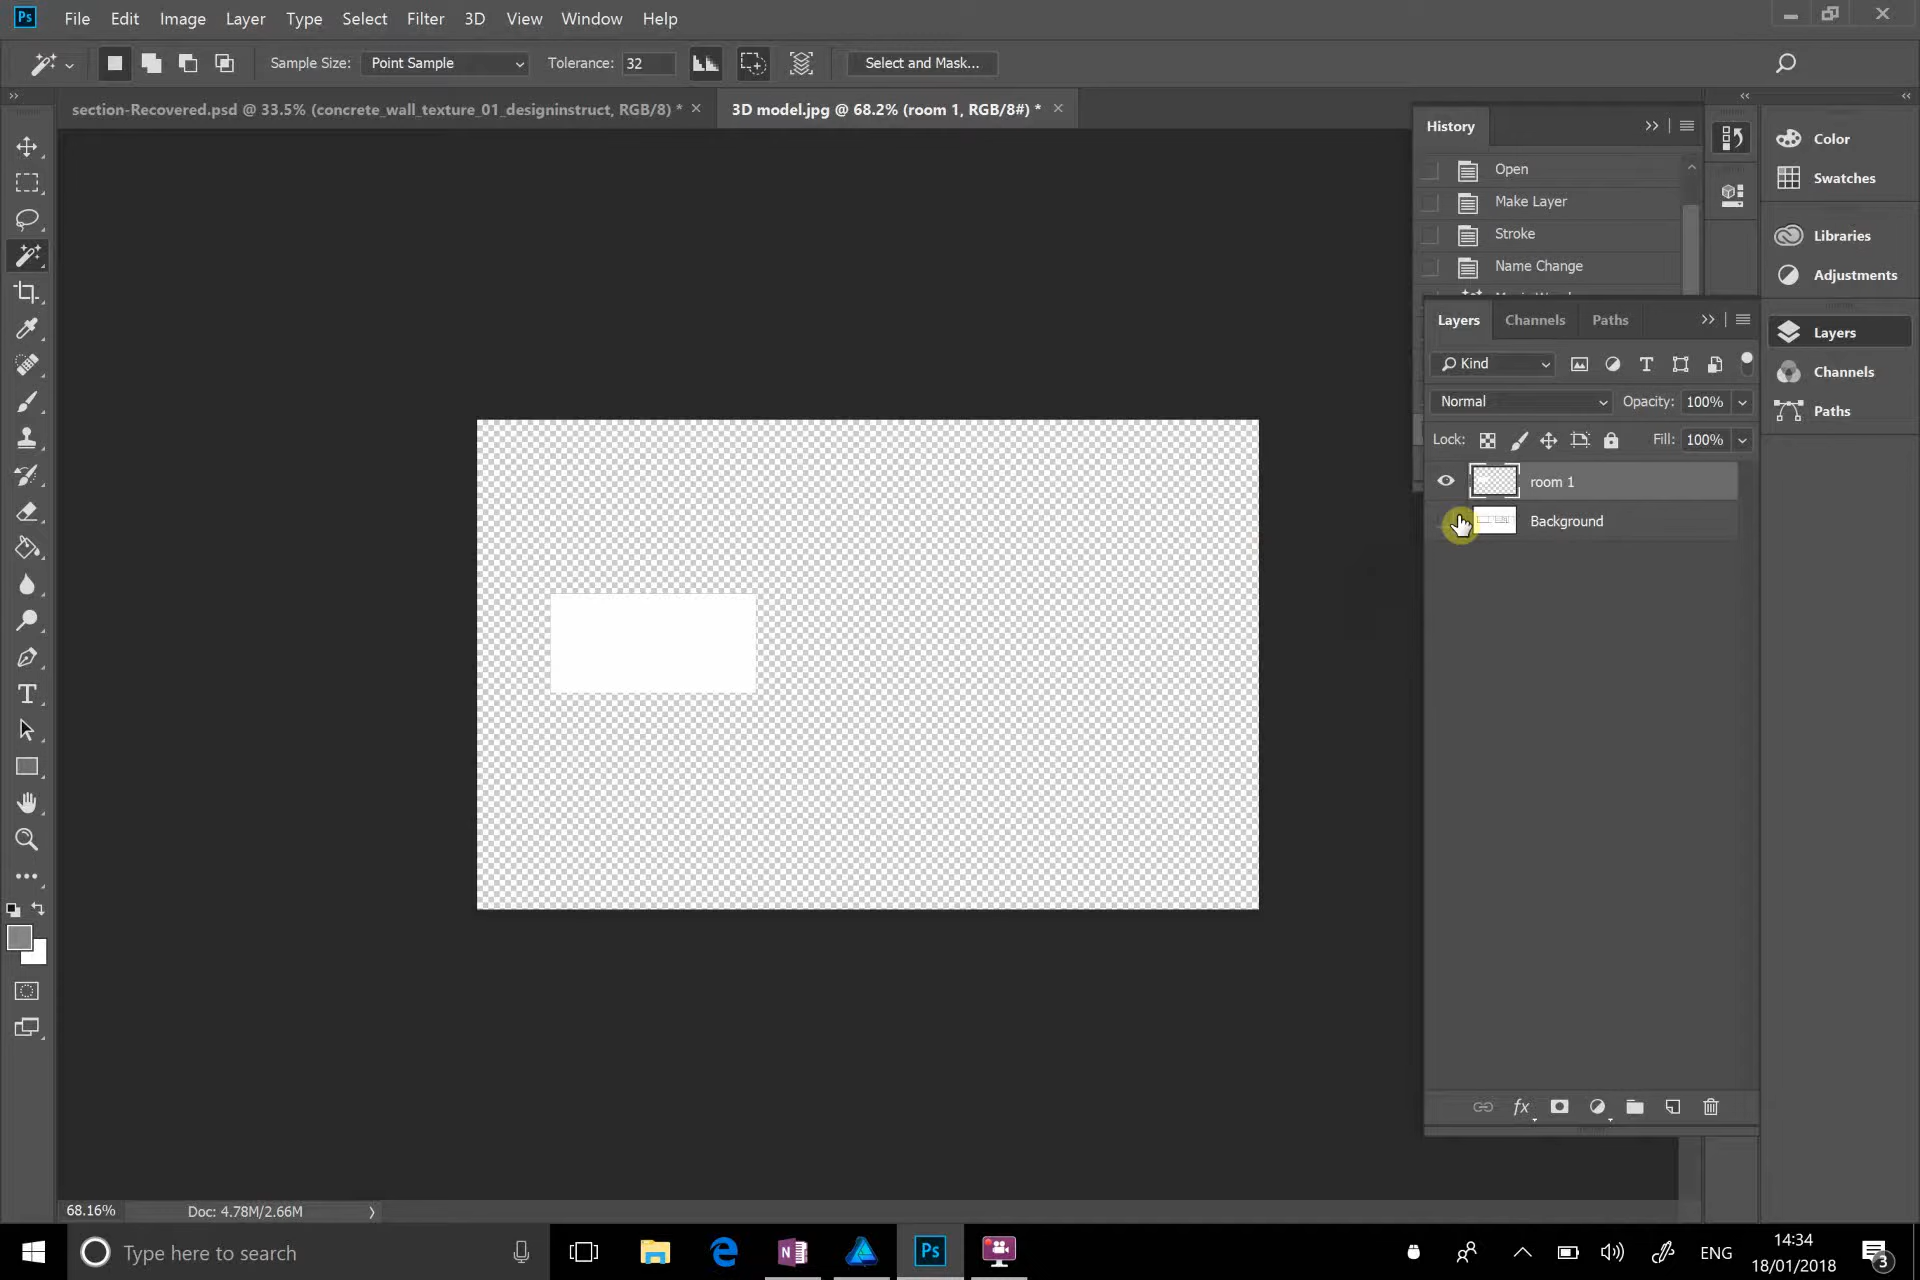 Ps File Edit Image Layer Type Select Filter 3D View Window Help
Sample Size: Point Sample Tolerance: 32 Select and Mask...
section-Recovered.psd @ 33.5% (concrete_wall_texture_01_designinstruct, RGB/8) *
3D model.jpg @ 68.2% (room 1, RGB/8#) *
History
Open
Make Layer
Stroke
Name Change
Layers Channels Paths
Kind
Normal Opacity: 100%
Lock: Fill: 100%
room 1
Background
fx
Color
Swatches
Libraries
Adjustments
Layers
Channels
Paths
68.16% Doc: 4.78M/2.66M
Type here to search
Ps
ENG
14:34
18/01/2018
3